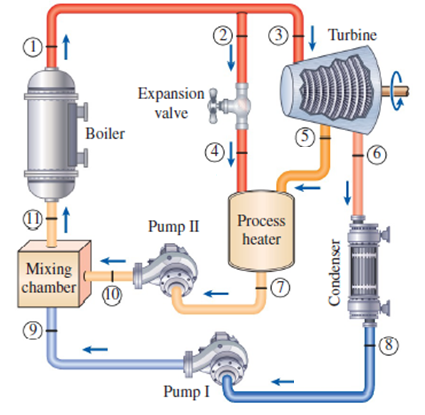 Turbine
1
2
3
Expansion
valve
Boiler
5
4
6
11
Process
heater
Pump II
Condenser
Mixing
chamber
10
7
9
8
Pump I